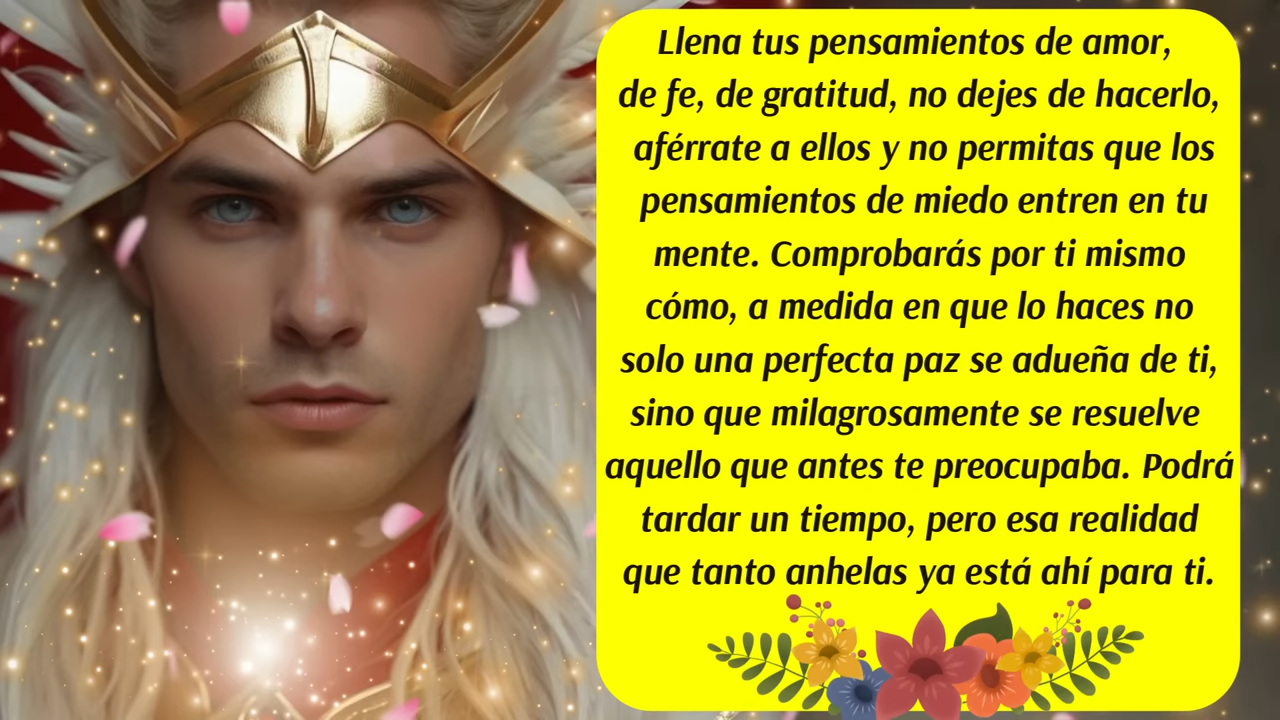 Llena tus pensamientos de amor,
de fe, de gratitud, no dejes de hacerlo,
aférrate a ellos y no permitas que los
pensamientos de miedo entren en tu
mente. Comprobarás por ti mismo
cómo, a medida en que lo haces no
solo una perfecta paz se adueña de ti,
sino que milagrosamente se resuelve
aquello que antes te preocupaba. Podrá
tardar un tiempo, pero esa realidad
que tanto anhelas ya está ahí para ti.